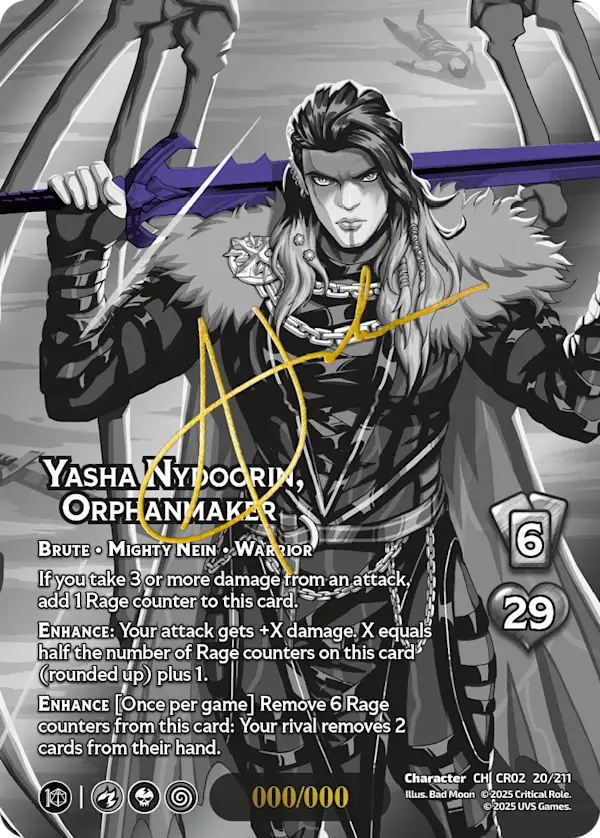 Yasha Nydoorin,
Orphanmaker
Brute • Mighty Nein • Warrior
If you take 3 or more damage from an attack,
add 1 Rage counter to this card.
Enhance: Your attack gets +X damage. X equals
half the number of Rage counters on this card
(rounded up) plus 1.
Enhance [Once per game] Remove 6 Rage
counters from this card: Your rival removes 2
cards from their hand.
6
29
000/000
Character CH CR02 20/211
Illus. Bad Moon ©2025 Critical Role.
©2025 UVS Games.